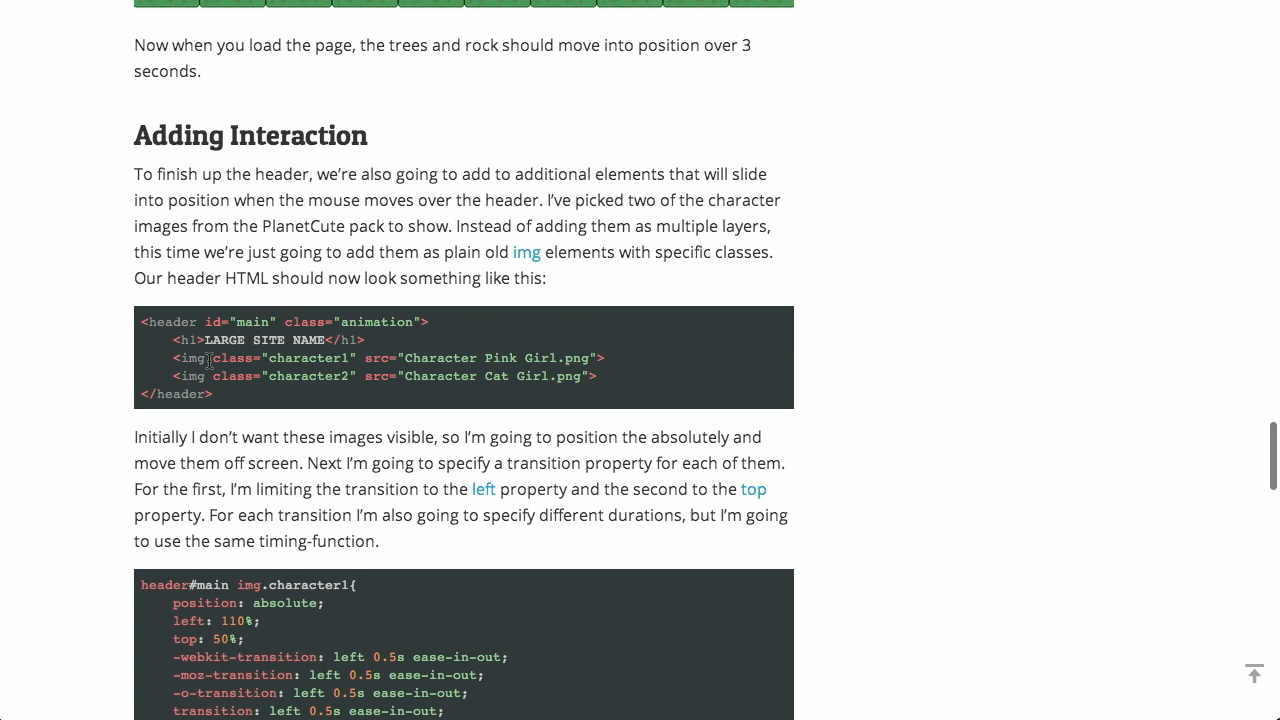 Now when you load the page, the trees and rock should move into position over 3
seconds.
Adding Interaction
To finish up the header, we’re also going to add to additional elements that will slide
into position when the mouse moves over the header. I’ve picked two of the character
images from the PlanetCute pack to show. Instead of adding them as multiple layers,
this time we’re just going to add them as plain old img elements with specific classes.
Our header HTML should now look something like this:
<header id="main" class="animation">
    <h1>LARGE SITE NAME</h1>
    <img class="character1" src="Character Pink Girl.png">
    <img class="character2" src="Character Cat Girl.png">
</header>
Initially I don’t want these images visible, so I’m going to position the absolutely and
move them off screen. Next I’m going to specify a transition property for each of them.
For the first, I’m limiting the transition to the left property and the second to the top
property. For each transition I’m also going to specify different durations, but I’m going
to use the same timing-function.
header#main img.character1{
    position: absolute;
    left: 110%;
    top: 50%;
    -webkit-transition: left 0.5s ease-in-out;
    -moz-transition: left 0.5s ease-in-out;
    -o-transition: left 0.5s ease-in-out;
    transition: left 0.5s ease-in-out;